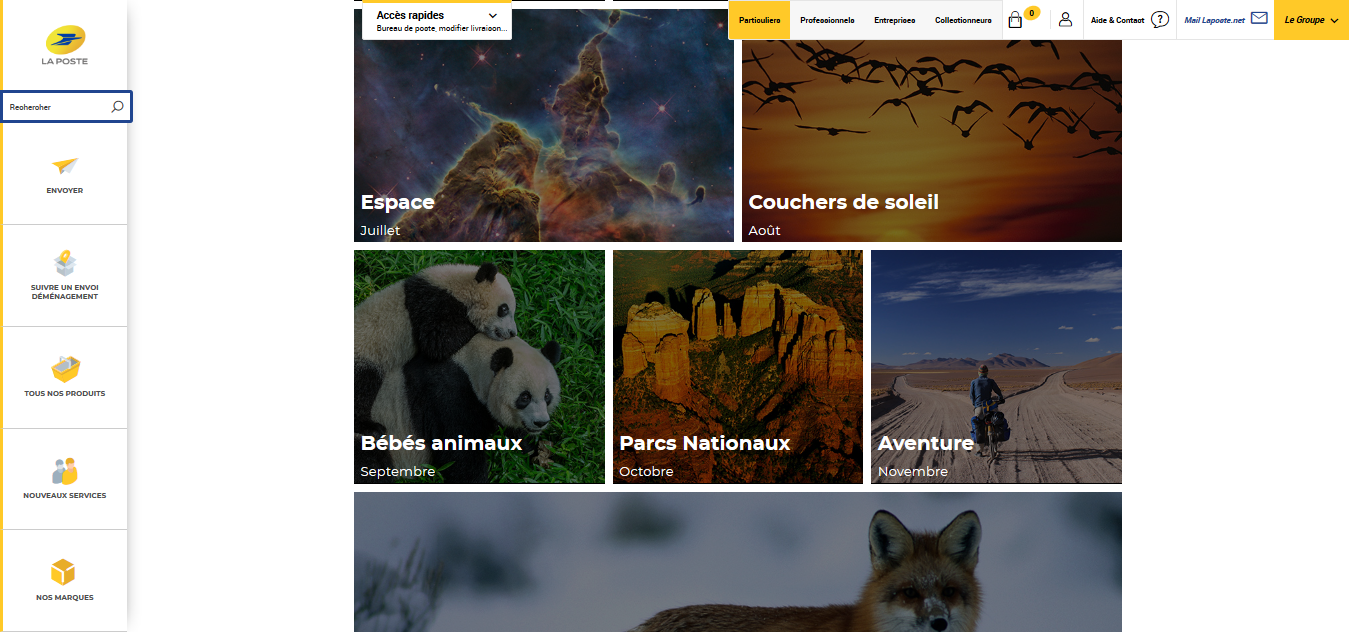 LA POSTE
Rechercher
ENVOYER
SUIVRE UN ENVOI
DÉMÉNAGEMENT
TOUS NOS PRODUITS
NOUVEAUX SERVICES
NOS MARQUES
Accès rapides
Bureau de poste, modifier livraison...
Particuliers
Professionnels
Entreprises
Collectionneurs
0
Aide & Contact
?
Mail Laposte.net
Le Groupe
Espace
Juillet
Couchers de soleil
Août
Bébés animaux
Septembre
Parcs Nationaux
Octobre
Aventure
Novembre